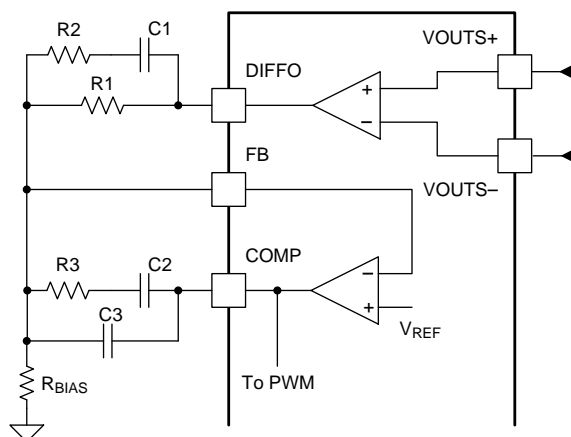 R2
C1
VOUTS+
DIFFO
R1
+
−
FB
VOUTS−
COMP
R3
C2
−
+
C3
VREF
To PWM
RBIAS